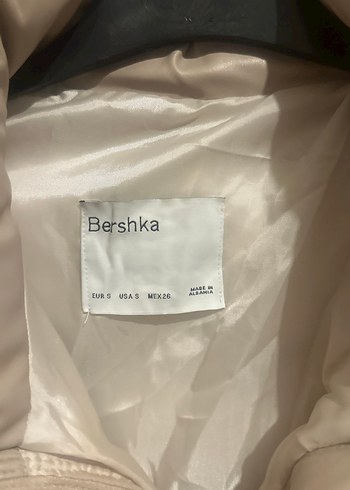 Bershka
EUR S USA S MEX 26 MADE IN
ALBANIA